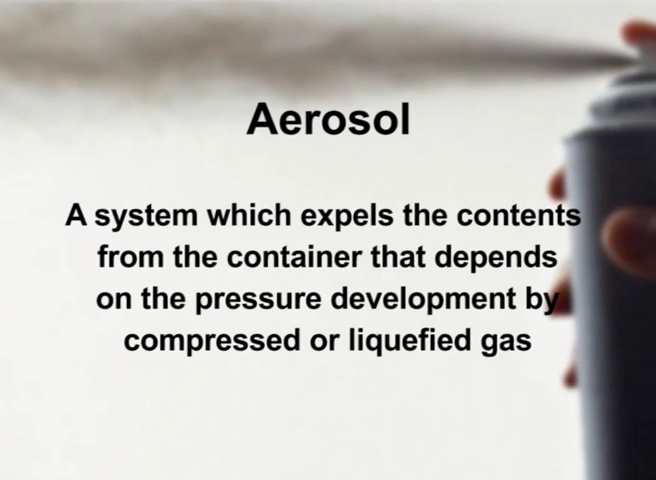 Aerosol
A system which expels the contents
from the container that depends
on the pressure development by
compressed or liquefied gas